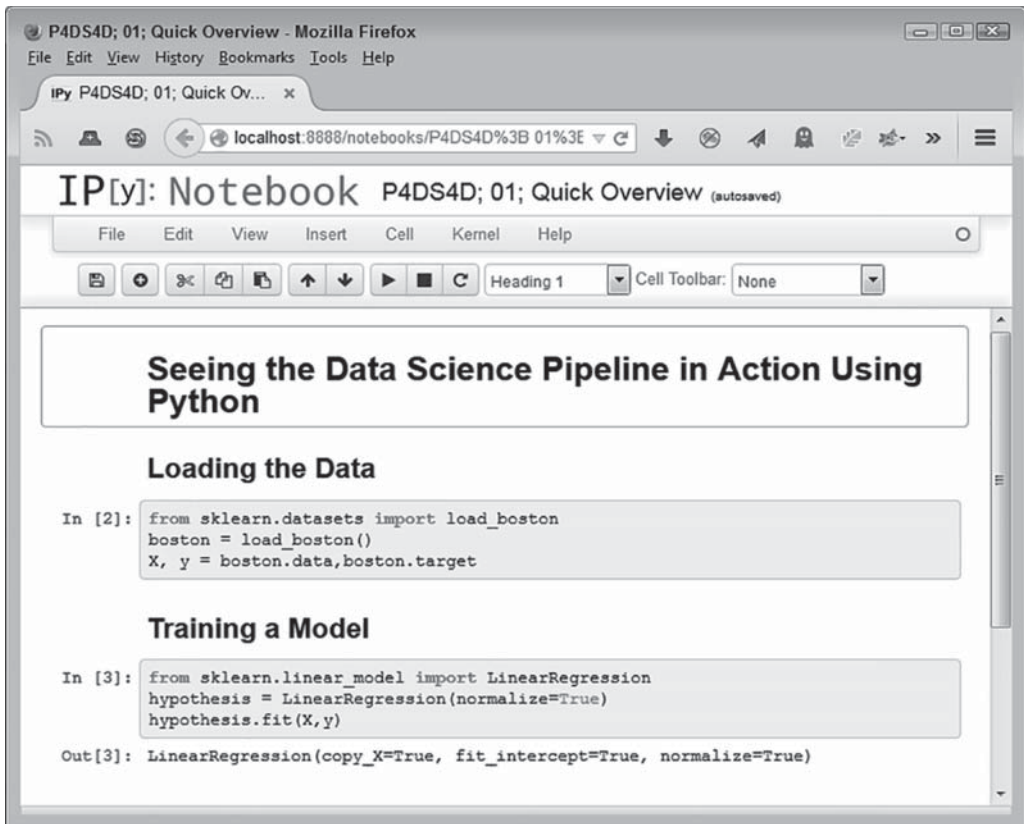 P4DS4D; 01; Quick Overview - Mozilla Firefox
File Edit View History Bookmarks Tools Help
IPy P4DS4D; 01; Quick Ov... ×
localhost:8888/notebooks/P4DS4D%3B 01%3E
IP[y]: Notebook P4DS4D; 01; Quick Overview (autosaved)
File Edit View Insert Cell Kernel Help
Heading 1 Cell Toolbar: None
Seeing the Data Science Pipeline in Action Using
Python
Loading the Data
In [2]: from sklearn.datasets import load_boston
boston = load_boston()
X, y = boston.data,boston.target
Training a Model
In [3]: from sklearn.linear_model import LinearRegression
hypothesis = LinearRegression(normalize=True)
hypothesis.fit(X,y)
Out[3]: LinearRegression(copy_X=True, fit_intercept=True, normalize=True)